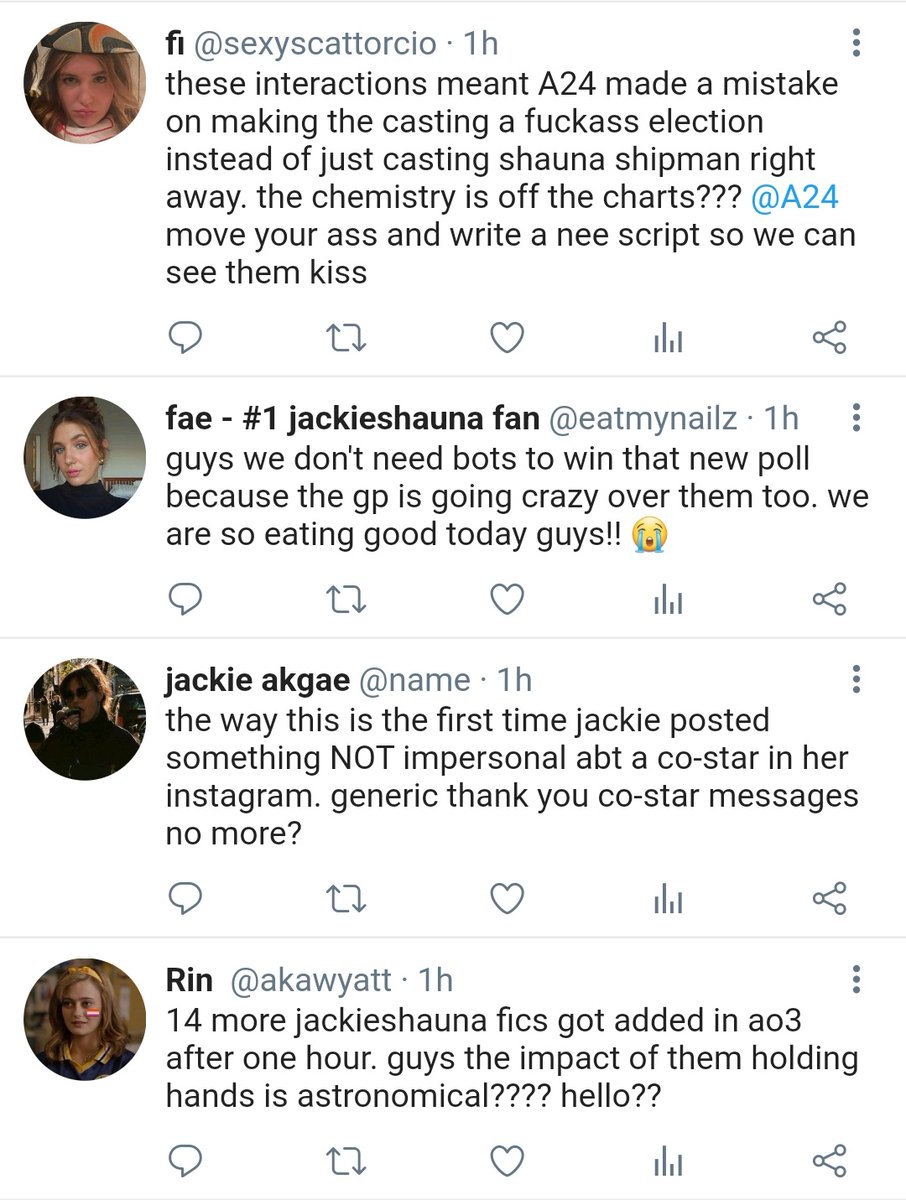 fi @sexyscattorcio · 1h
these interactions meant A24 made a mistake
on making the casting a fuckass election
instead of just casting shauna shipman right
away. the chemistry is off the charts??? @A24
move your ass and write a nee script so we can
see them kiss
fae - #1 jackieshauna fan @eatmynailz · 1h
guys we don't need bots to win that new poll
because the gp is going crazy over them too. we
are so eating good today guys!! 😭
jackie akgae @name · 1h
the way this is the first time jackie posted
something NOT impersonal abt a co-star in her
instagram. generic thank you co-star messages
no more?
Rin @akawyatt · 1h
14 more jackieshauna fics got added in ao3
after one hour. guys the impact of them holding
hands is astronomical???? hello??